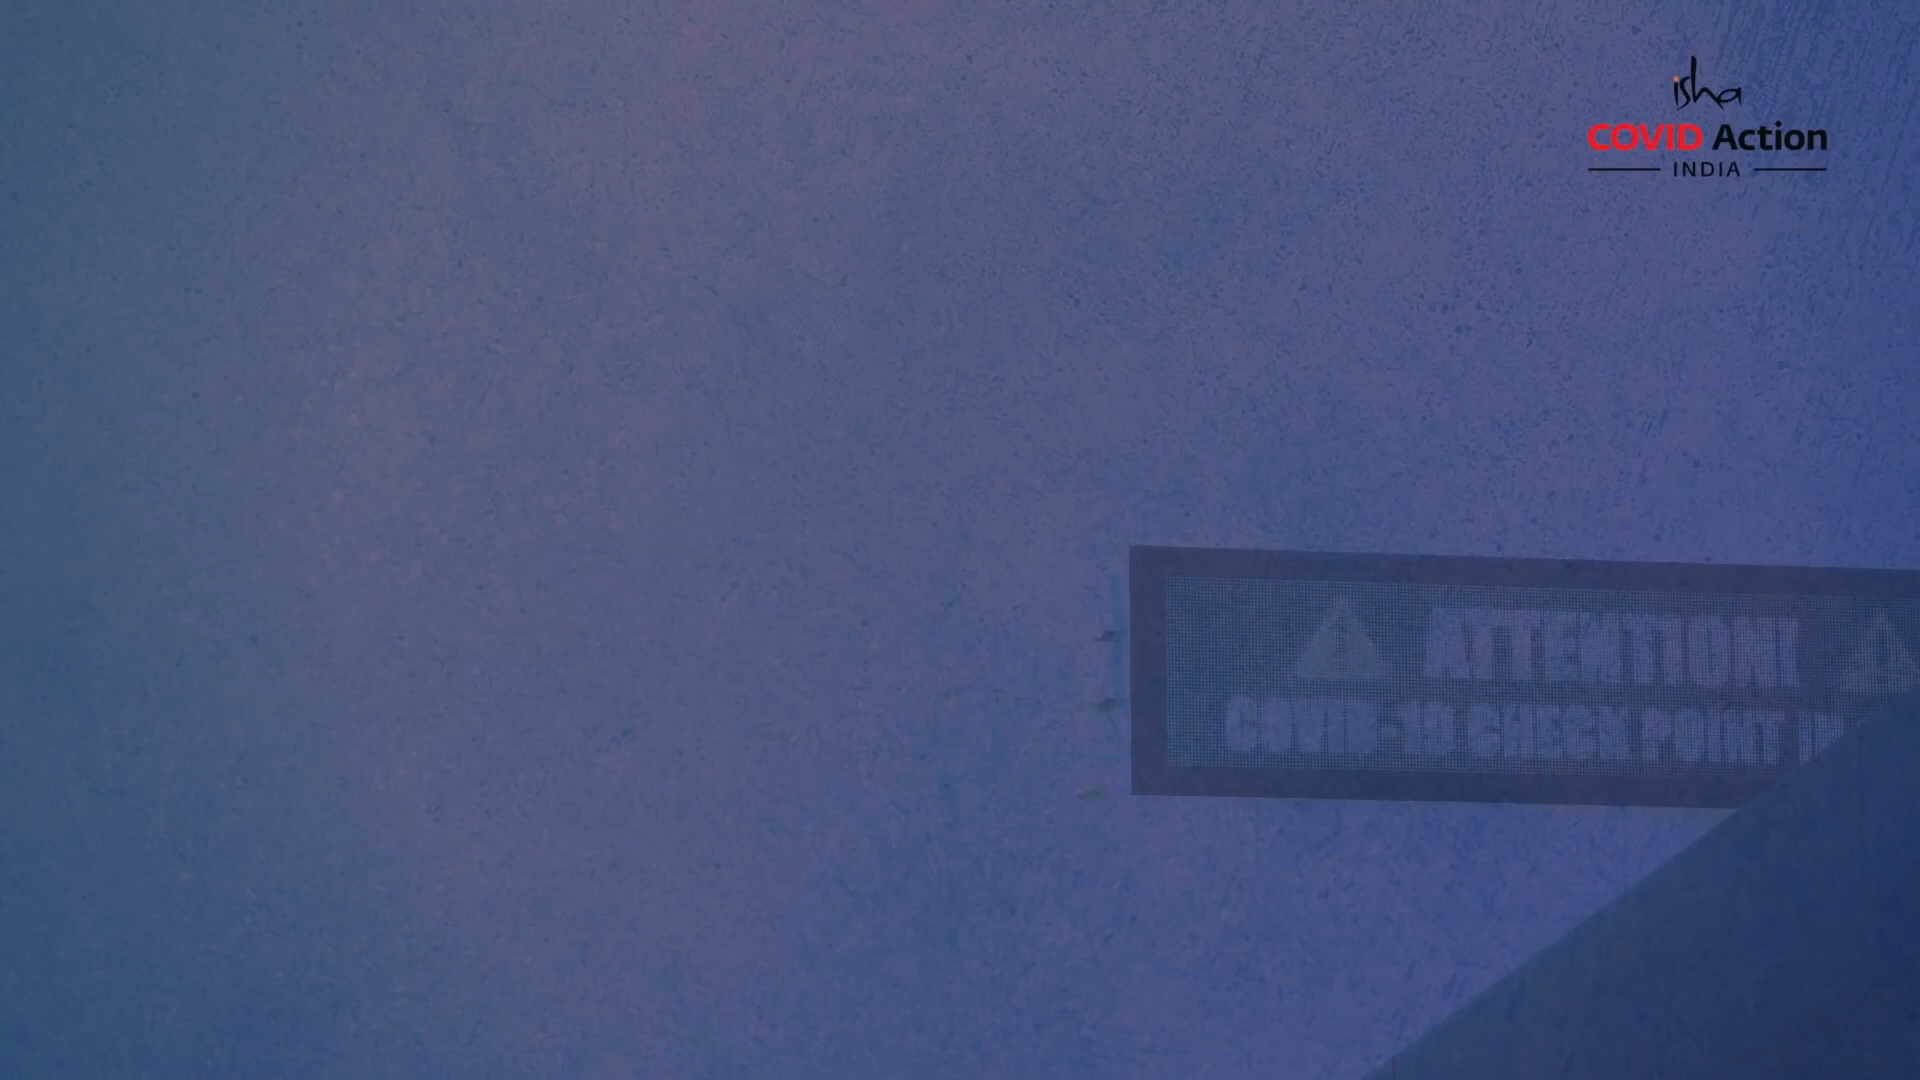 isha
COVID Action
INDIA
ATTENTION!
COVID-19 CHECK POINT